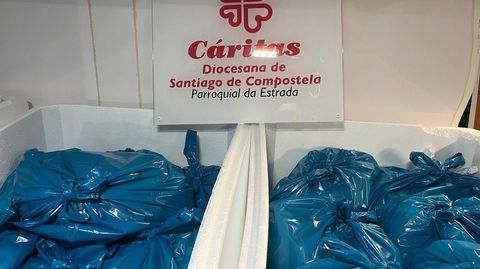 Cáritas
Diocesana de
Santiago de Compostela
Parroquial da Estrada